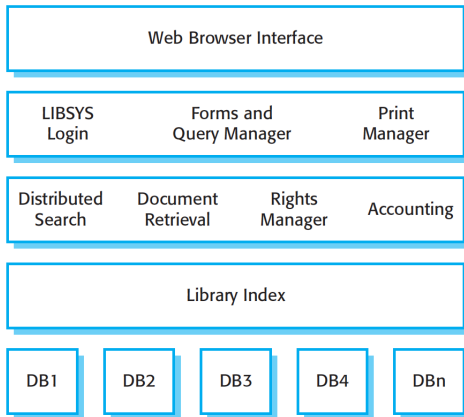 Web Browser Interface
LIBSYS Login
Forms and Query Manager
Print Manager
Distributed Search
Document Retrieval
Rights Manager
Accounting
Library Index
DB1
DB2
DB3
DB4
DBn